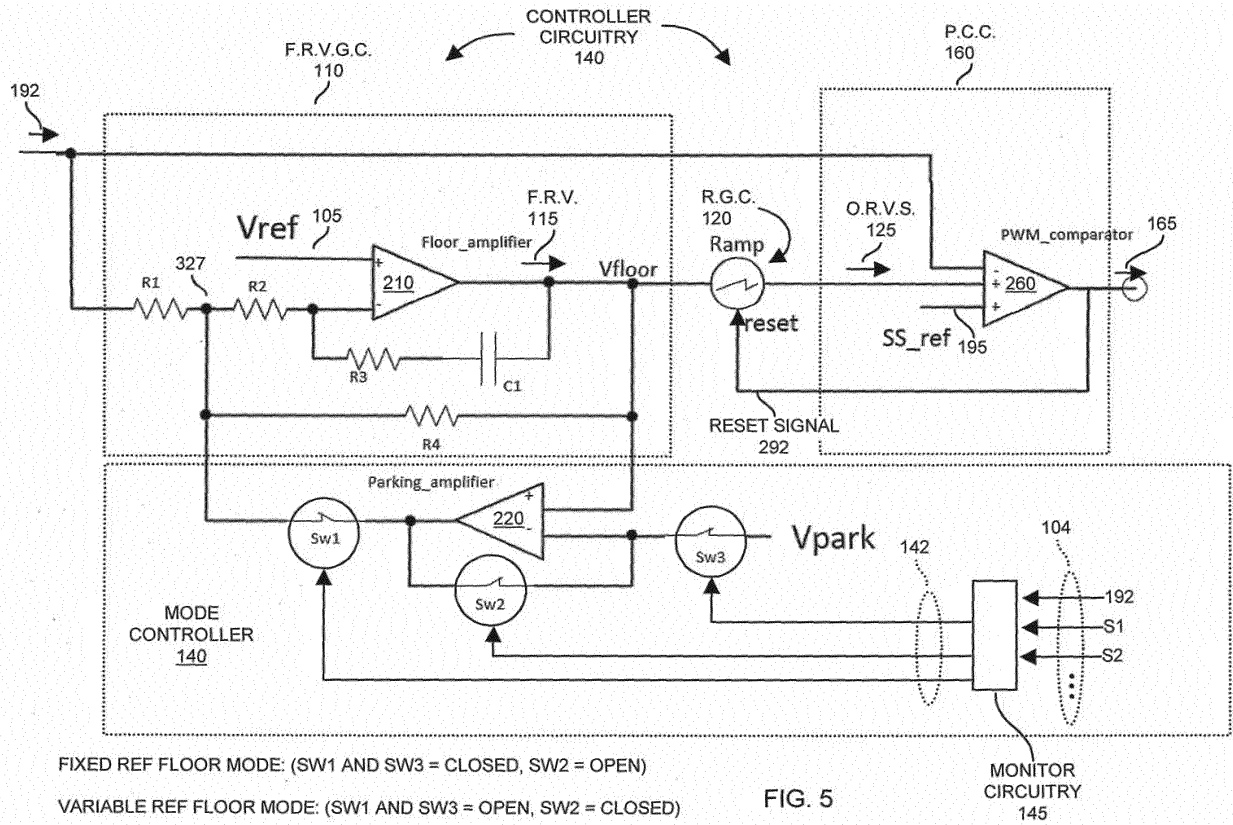 CONTROLLER
CIRCUITRY
140
F.R.V.G.C.
110
P.C.C.
160
192
F.R.V.
115
R.G.C.
120
O.R.V.S.
125
165
Vref
105
Floor_amplifier
Ramp
PWM_comparator
327
R1
R2
+
210
-
Vfloor
-
+
260
+
reset
SS_ref
195
R3
C1
R4
RESET SIGNAL
292
Parking_amplifier
+
220
-
Sw1
Sw2
Sw3
Vpark
142
104
192
S1
S2
MODE
CONTROLLER
140
FIXED REF FLOOR MODE: (SW1 AND SW3 = CLOSED, SW2 = OPEN)
VARIABLE REF FLOOR MODE: (SW1 AND SW3 = OPEN, SW2 = CLOSED)
FIG. 5
MONITOR
CIRCUITRY
145